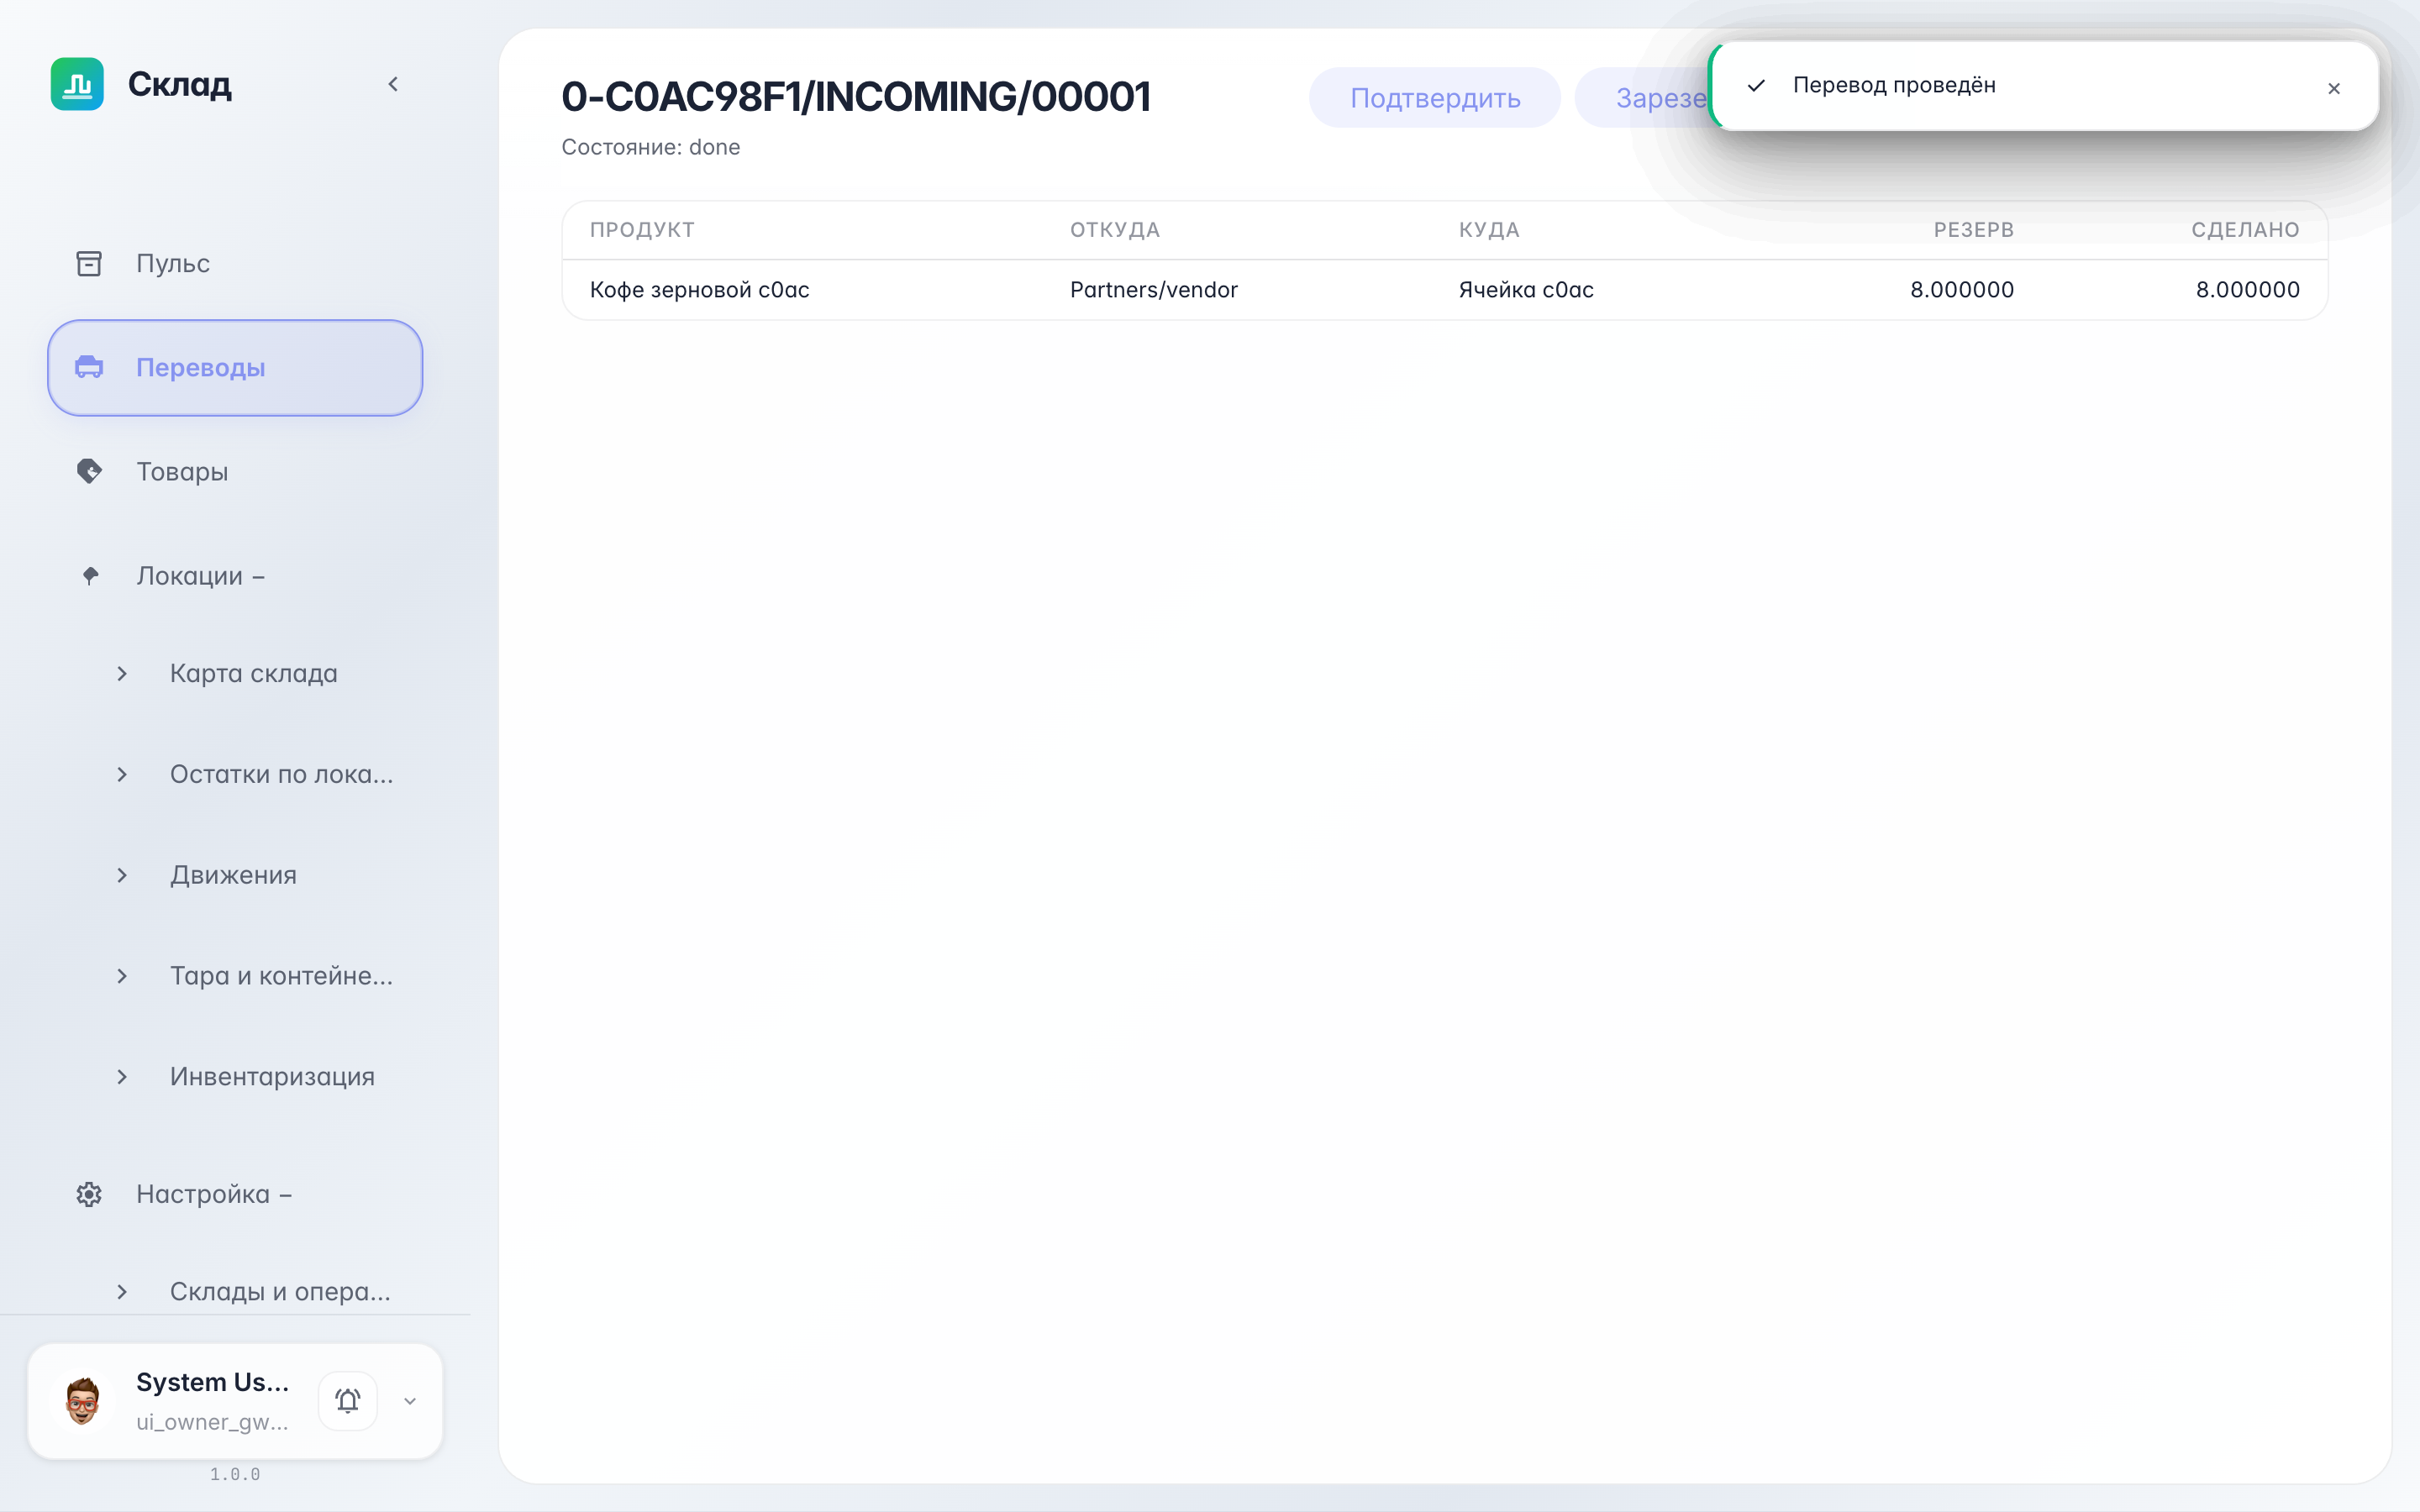 Склад
Пульс
Переводы
Товары
Локации –
Карта склада
Остатки по лока...
Движения
Тара и контейне...
Инвентаризация
Настройка –
Склады и опера...
System Us...
ui_owner_gw...
1.0.0
0-C0AC98F1/INCOMING/00001
Состояние: done
Подтвердить
Зарезе
Перевод проведён
ПРОДУКТ ОТКУДА КУДА РЕЗЕРВ СДЕЛАНО
Кофе зерновой c0ac Partners/vendor Ячейка c0ac 8.000000 8.000000